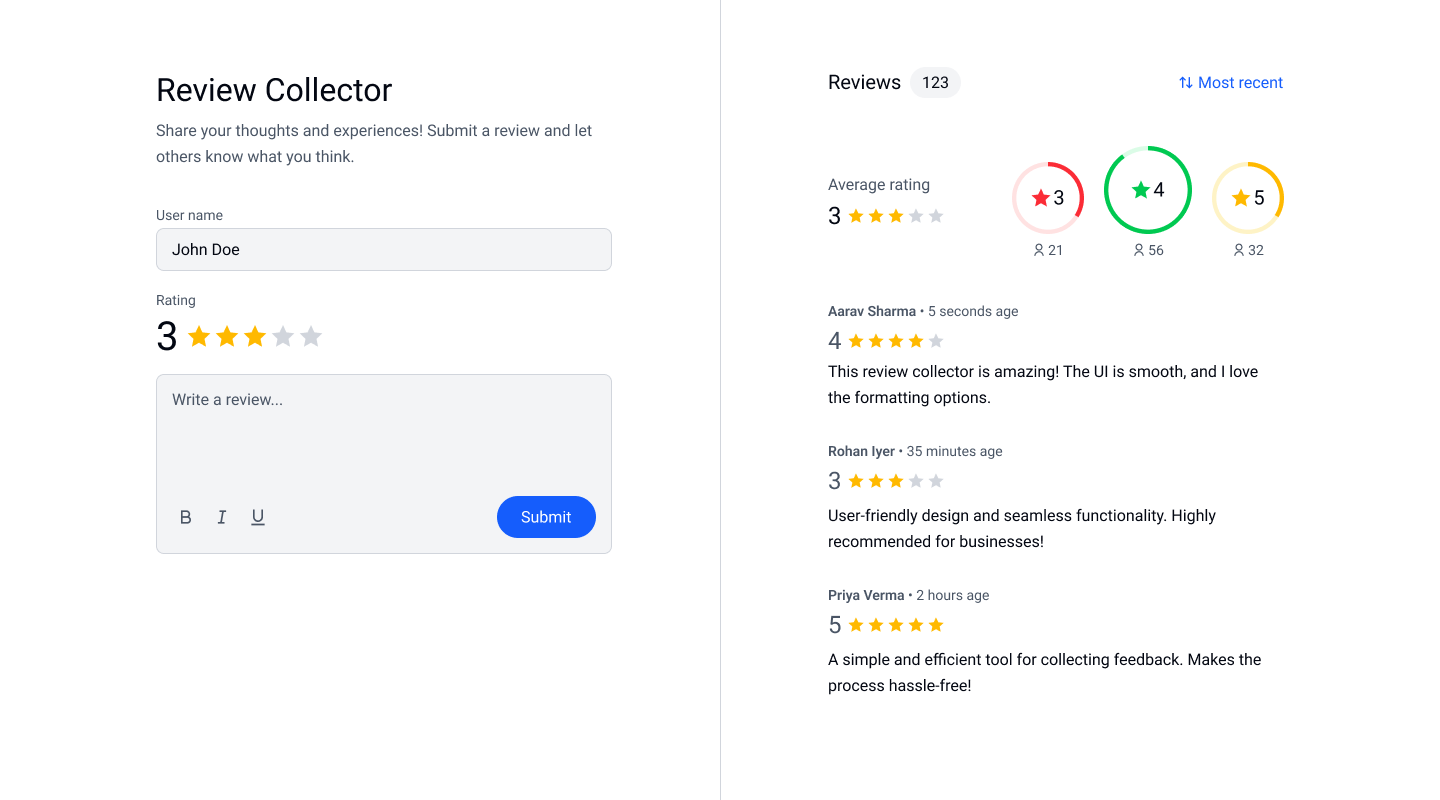 Review Collector
Share your thoughts and experiences! Submit a review and let
others know what you think.
User name
John Doe
Rating
3
Write a review...
B I U
Submit
Reviews 123
Most recent
Average rating
3
3
4
5
21
56
32
Aarav Sharma • 5 seconds age
4
This review collector is amazing! The UI is smooth, and I love
the formatting options.
Rohan Iyer • 35 minutes ago
3
User-friendly design and seamless functionality. Highly
recommended for businesses!
Priya Verma • 2 hours ago
5
A simple and efficient tool for collecting feedback. Makes the
process hassle-free!